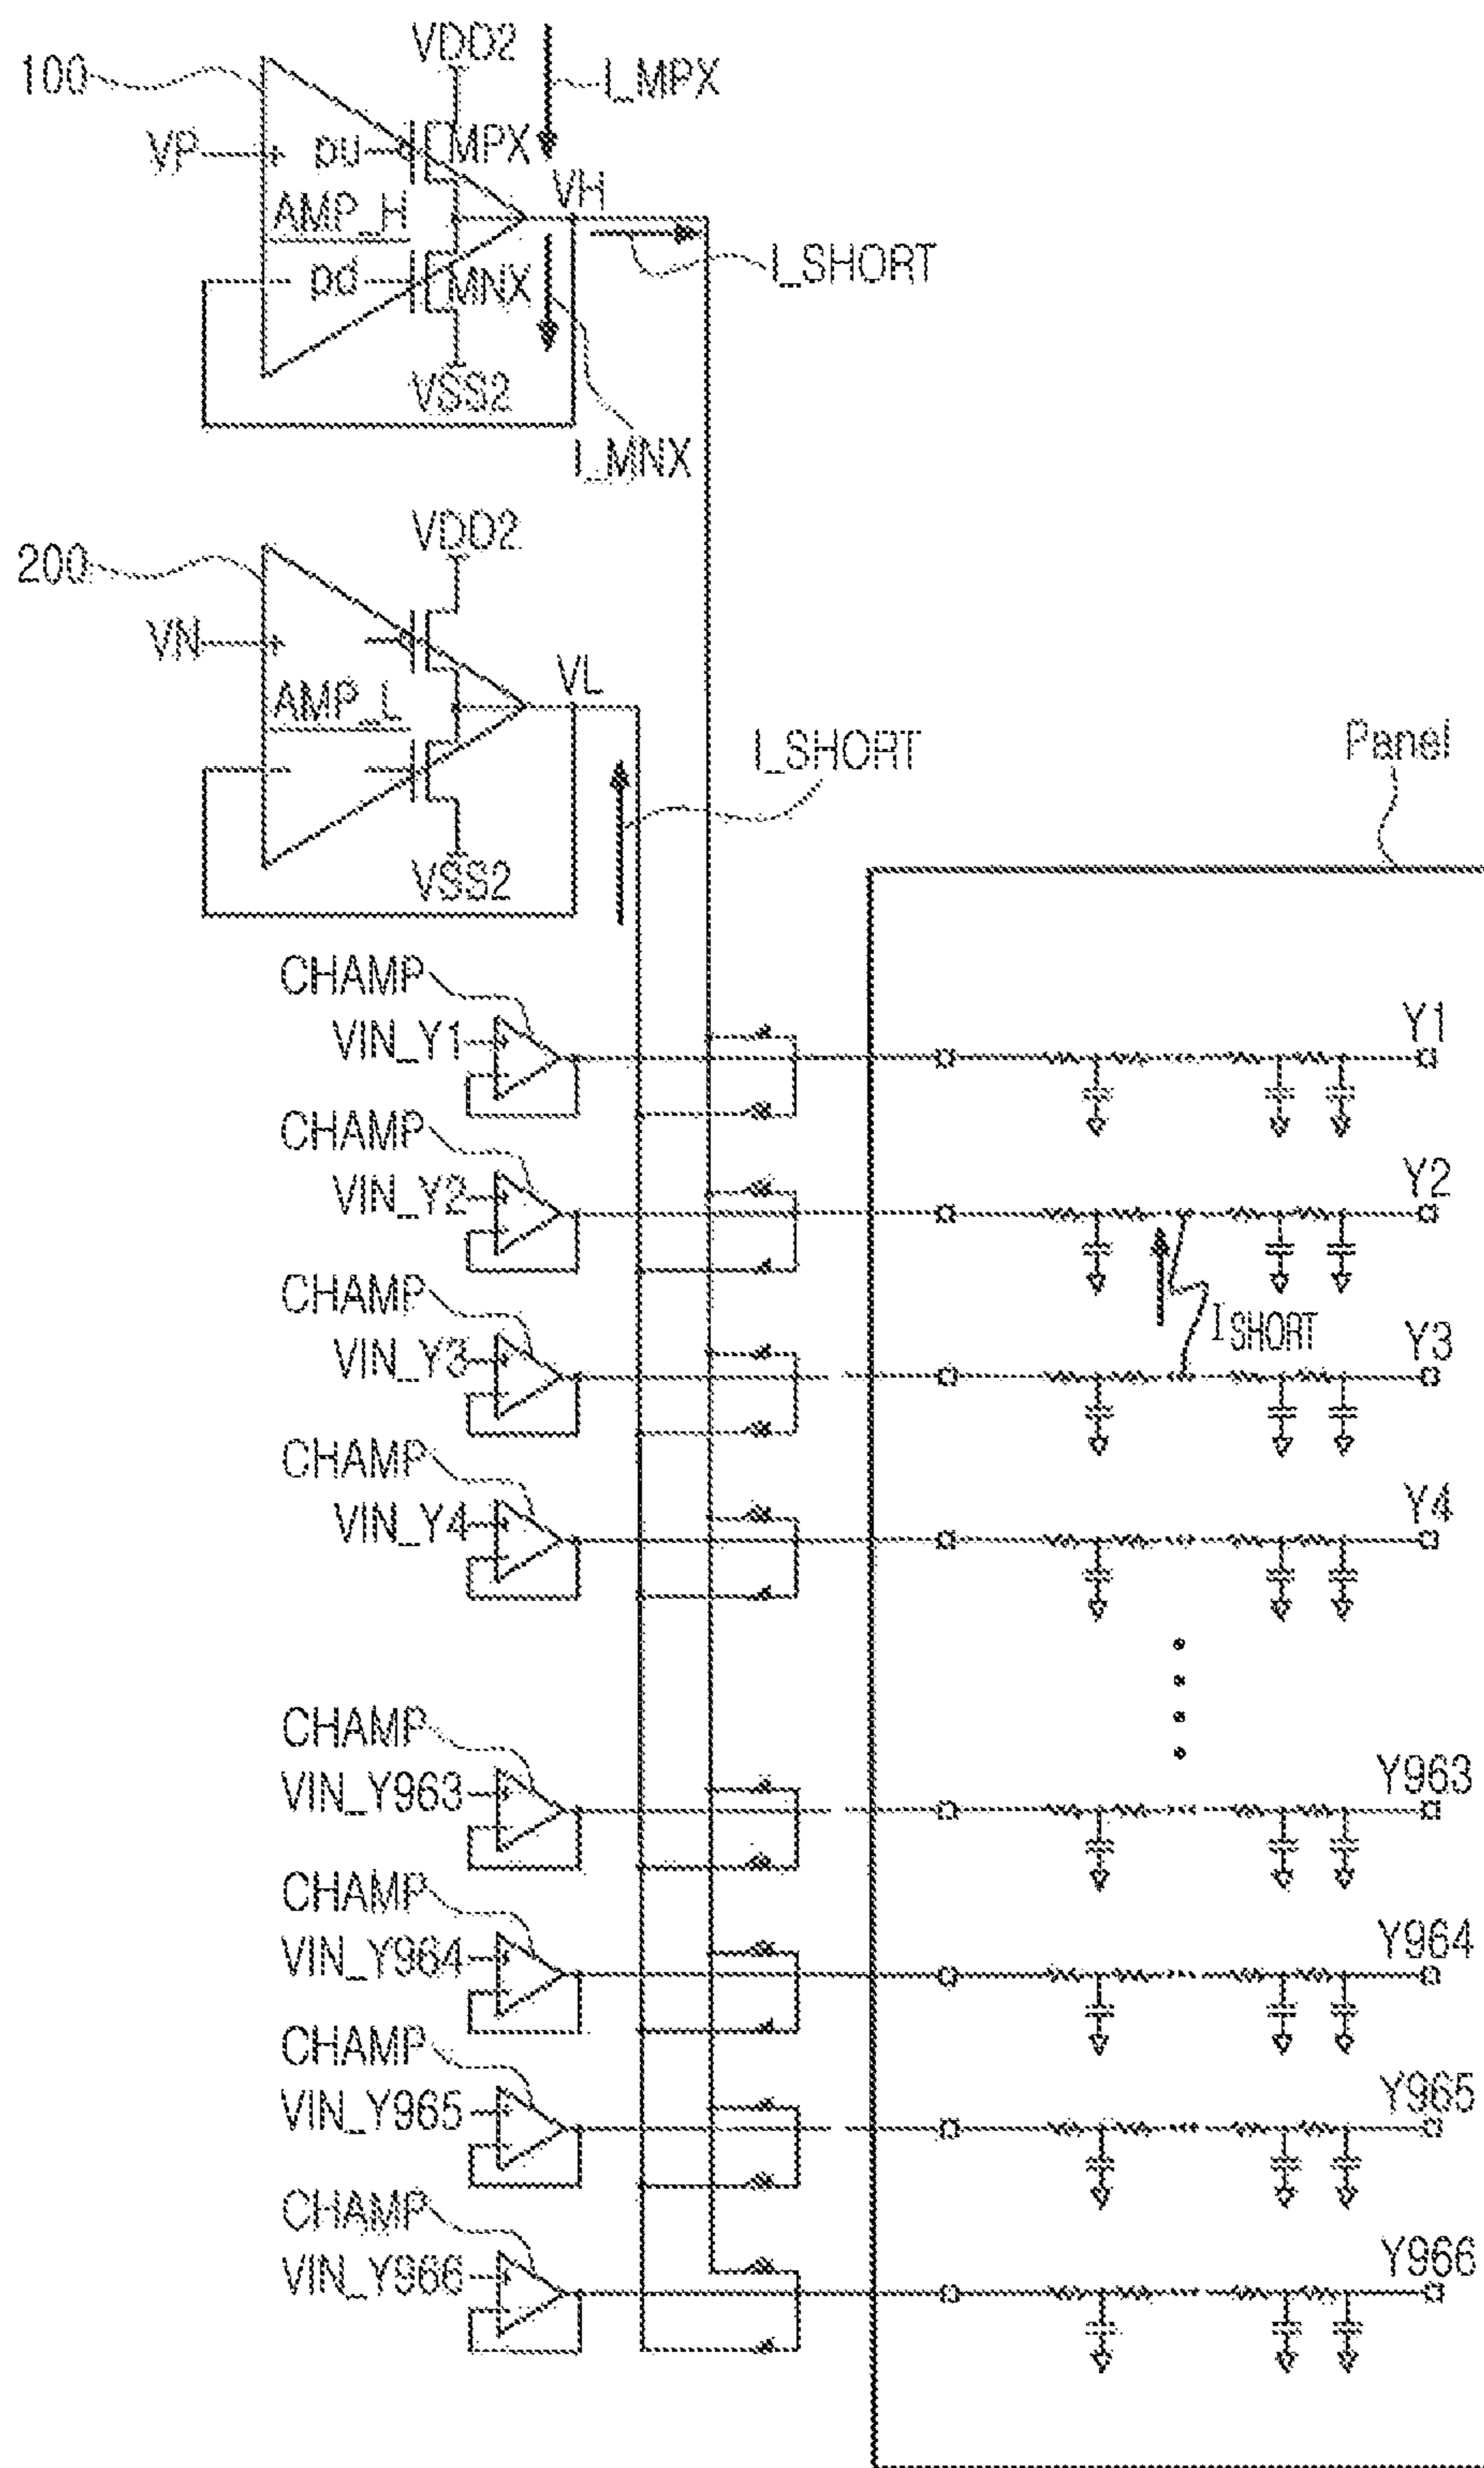 VDD2
100
I_MPX
VP
+
pu
MPX
VH
AMP_H
I_SHORT
pd
MNX
VSS2
I_MNX
VDD2
200
VN
+
VL
AMP_L
I_SHORT
Panel
VSS2
CHAMP
VIN_Y1
Y1
CHAMP
VIN_Y2
Y2
CHAMP
ISHORT
VIN_Y3
Y3
CHAMP
VIN_Y4
Y4
CHAMP
VIN_Y963
Y963
CHAMP
VIN_Y964
Y964
CHAMP
VIN_Y965
Y965
CHAMP
VIN_Y966
Y966